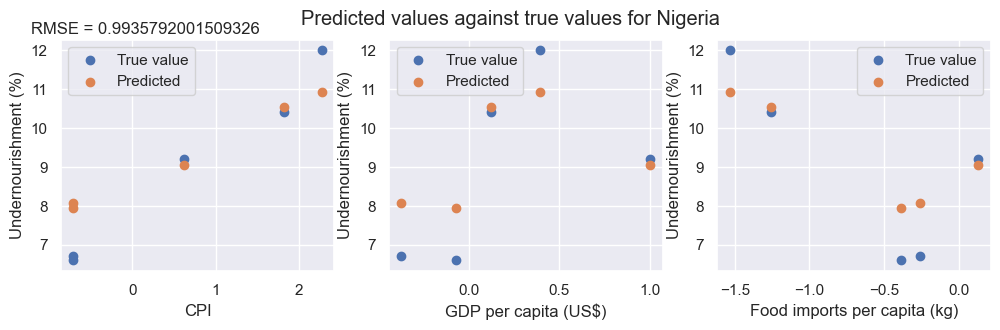 Predicted values against true values for Nigeria
RMSE = 0.9935792001509326
12
11
10
9
8
7
Undernourishment (%)
True value
Predicted
0
1
2
CPI
12
11
10
9
8
7
Undernourishment (%)
True value
Predicted
0.0
0.5
1.0
GDP per capita (US$)
12
11
10
9
8
7
Undernourishment (%)
True value
Predicted
−1.5
−1.0
−0.5
0.0
Food imports per capita (kg)